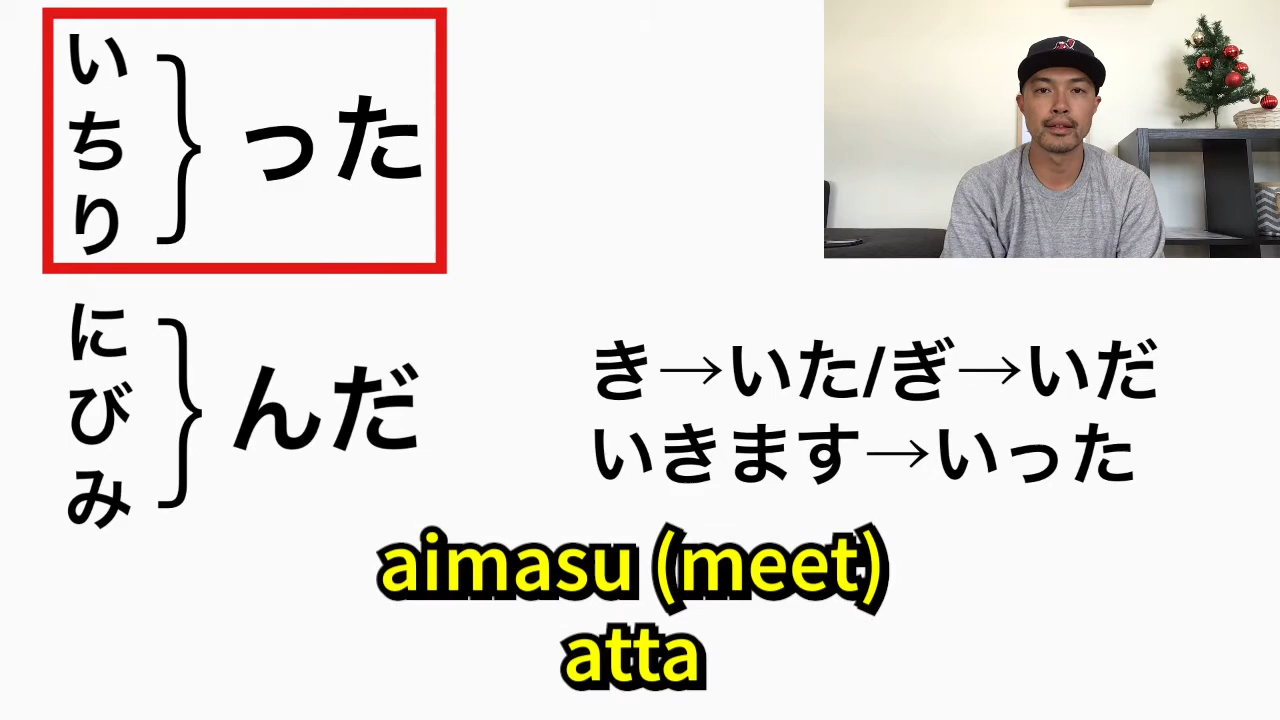 い
ち
り
った
に
び
み
んだ
き→いた/ぎ→いだ
いきます→いった
aimasu (meet)
atta